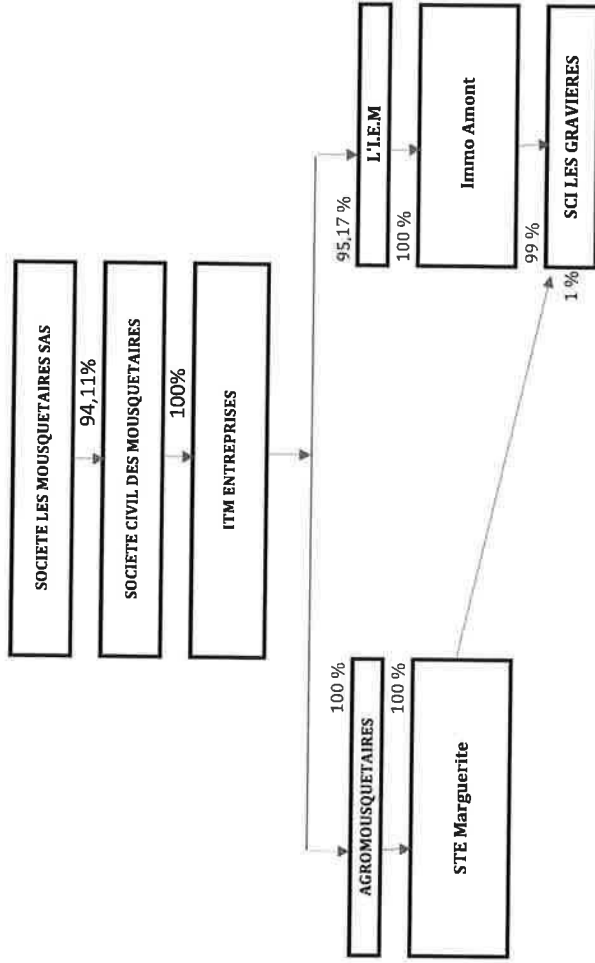 SOCIETE LES MOUSQUETAIRES SAS
94,11%
SOCIETE CIVIL DES MOUSQUETAIRES
100%
ITM ENTREPRISES
100 %
AGROMOUSQUETAIRES
100 %
STE Marguerite
95,17 %
L'I.E.M
100 %
Immo Amont
99 %
1 %
SCI LES GRAVIERES